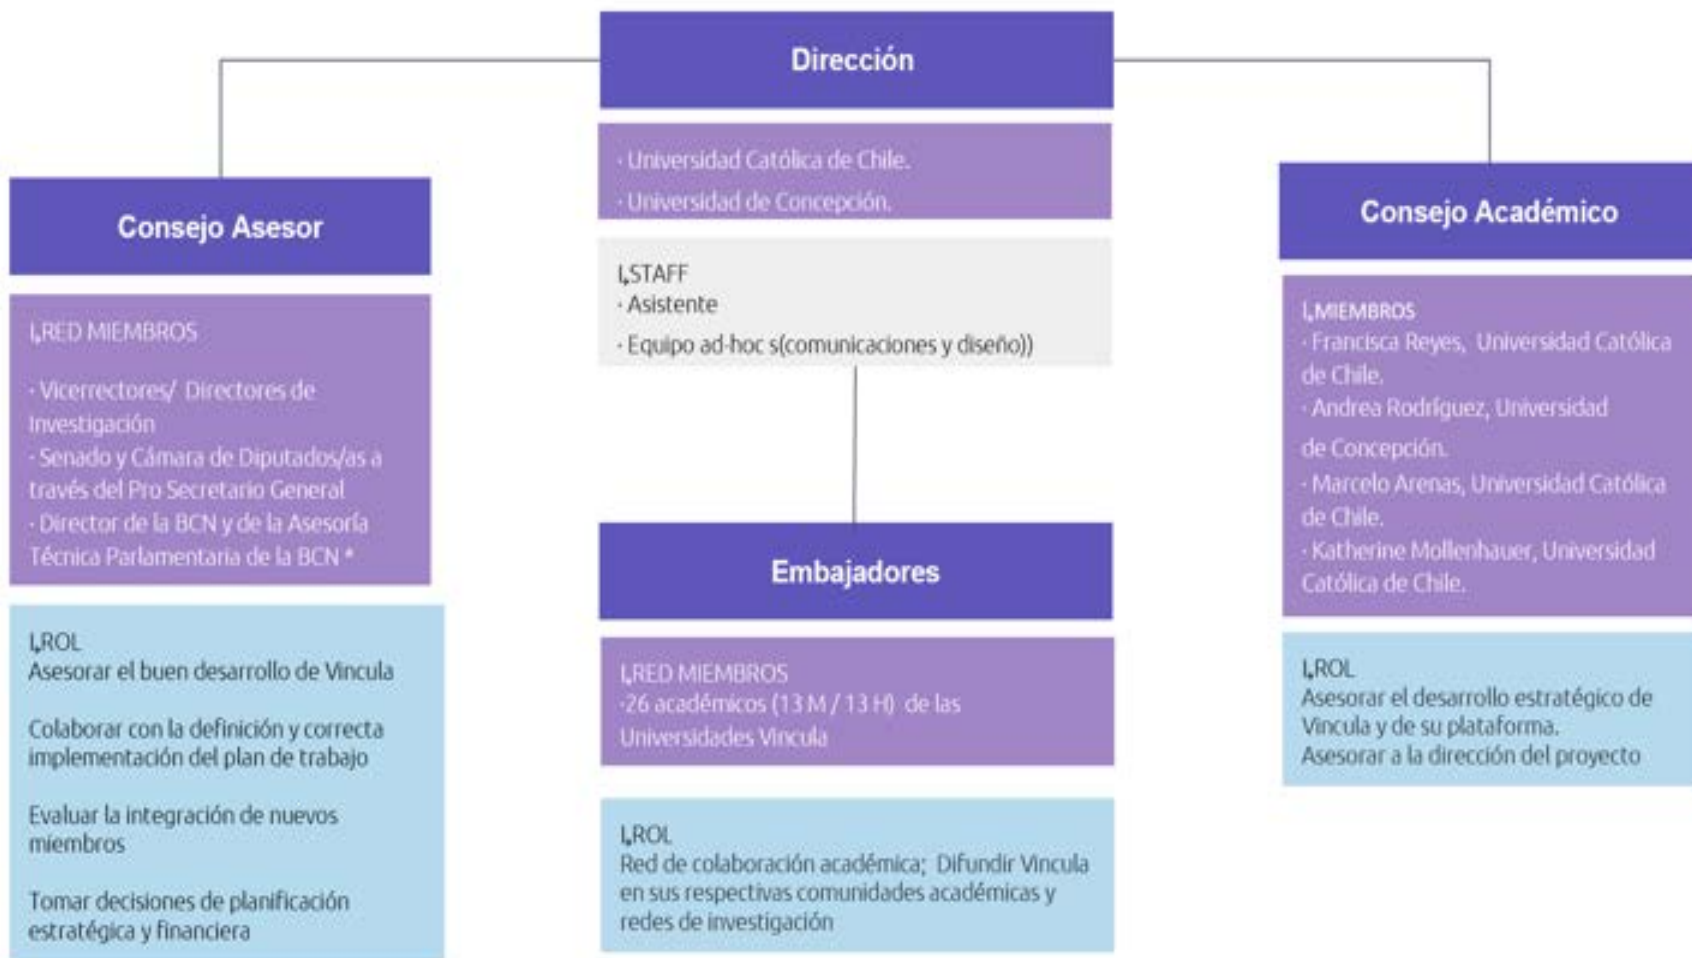 Dirección
· Universidad Católica de Chile.
· Universidad de Concepción.
STAFF
· Asistente
· Equipo ad-hoc s(comunicaciones y diseño))
Consejo Asesor
RED MIEMBROS
· Vicerrectores/ Directores de
Investigación
· Senado y Cámara de Diputados/as a
través del Pro Secretario General
· Director de la BCN y de la Asesoría
Técnica Parlamentaria de la BCN *
ROL
Asesorar el buen desarrollo de Vincula
Colaborar con la definición y correcta
implementación del plan de trabajo
Evaluar la integración de nuevos
miembros
Tomar decisiones de planificación
estratégica y financiera
Embajadores
RED MIEMBROS
·26 académicos (13 M / 13 H) de las
Universidades Vincula
ROL
Red de colaboración académica; Difundir Vincula
en sus respectivas comunidades académicas y
redes de investigación
Consejo Académico
MIEMBROS
· Francisca Reyes, Universidad Católica
de Chile.
· Andrea Rodríguez, Universidad
de Concepción.
· Marcelo Arenas, Universidad Católica
de Chile.
· Katherine Mollenhauer, Universidad
Católica de Chile.
ROL
Asesorar el desarrollo estratégico de
Vincula y de su plataforma.
Asesorar a la dirección del proyecto